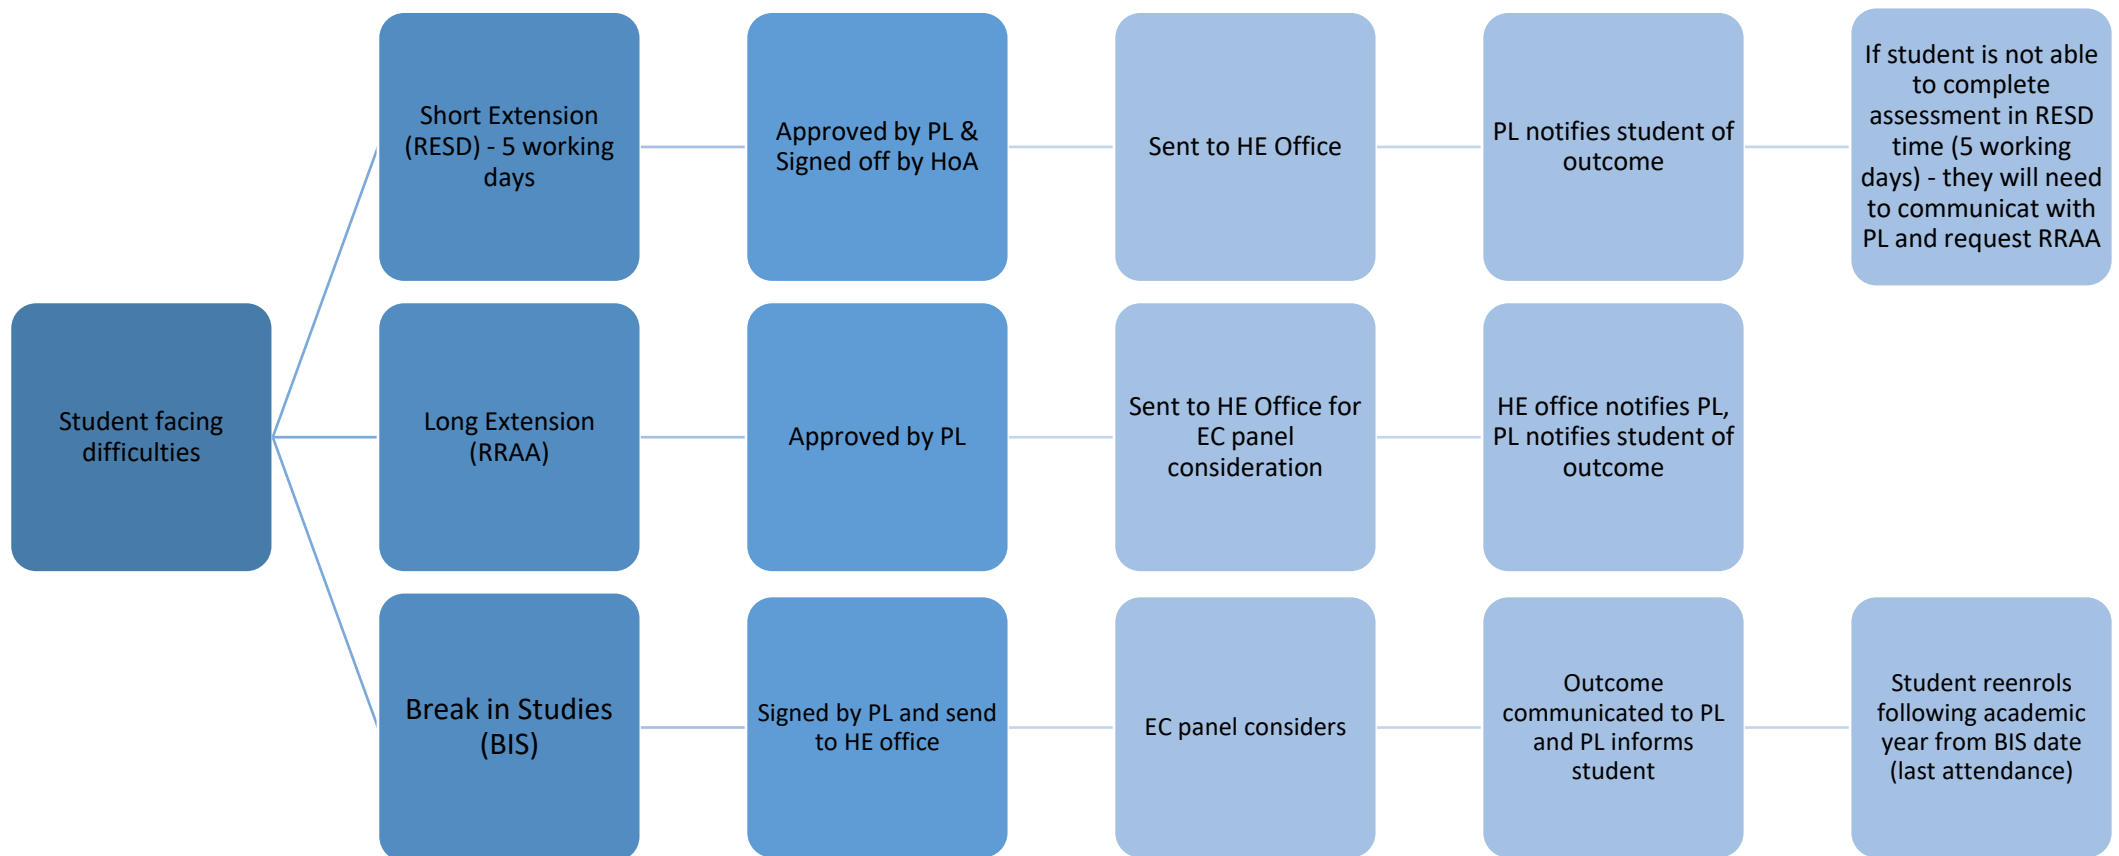 Student facing
difficulties
Short Extension
(RESD) - 5 working
days
Approved by PL &
Signed off by HoA
Sent to HE Office
PL notifies student of
outcome
If student is not able
to complete
assessment in RESD
time (5 working
days) - they will need
to communicat with
PL and request RRAA
Long Extension
(RRAA)
Approved by PL
Sent to HE Office for
EC panel
consideration
HE office notifies PL,
PL notifies student of
outcome
Break in Studies
(BIS)
Signed by PL and send
to HE office
EC panel considers
Outcome
communicated to PL
and PL informs
student
Student reenrols
following academic
year from BIS date
(last attendance)